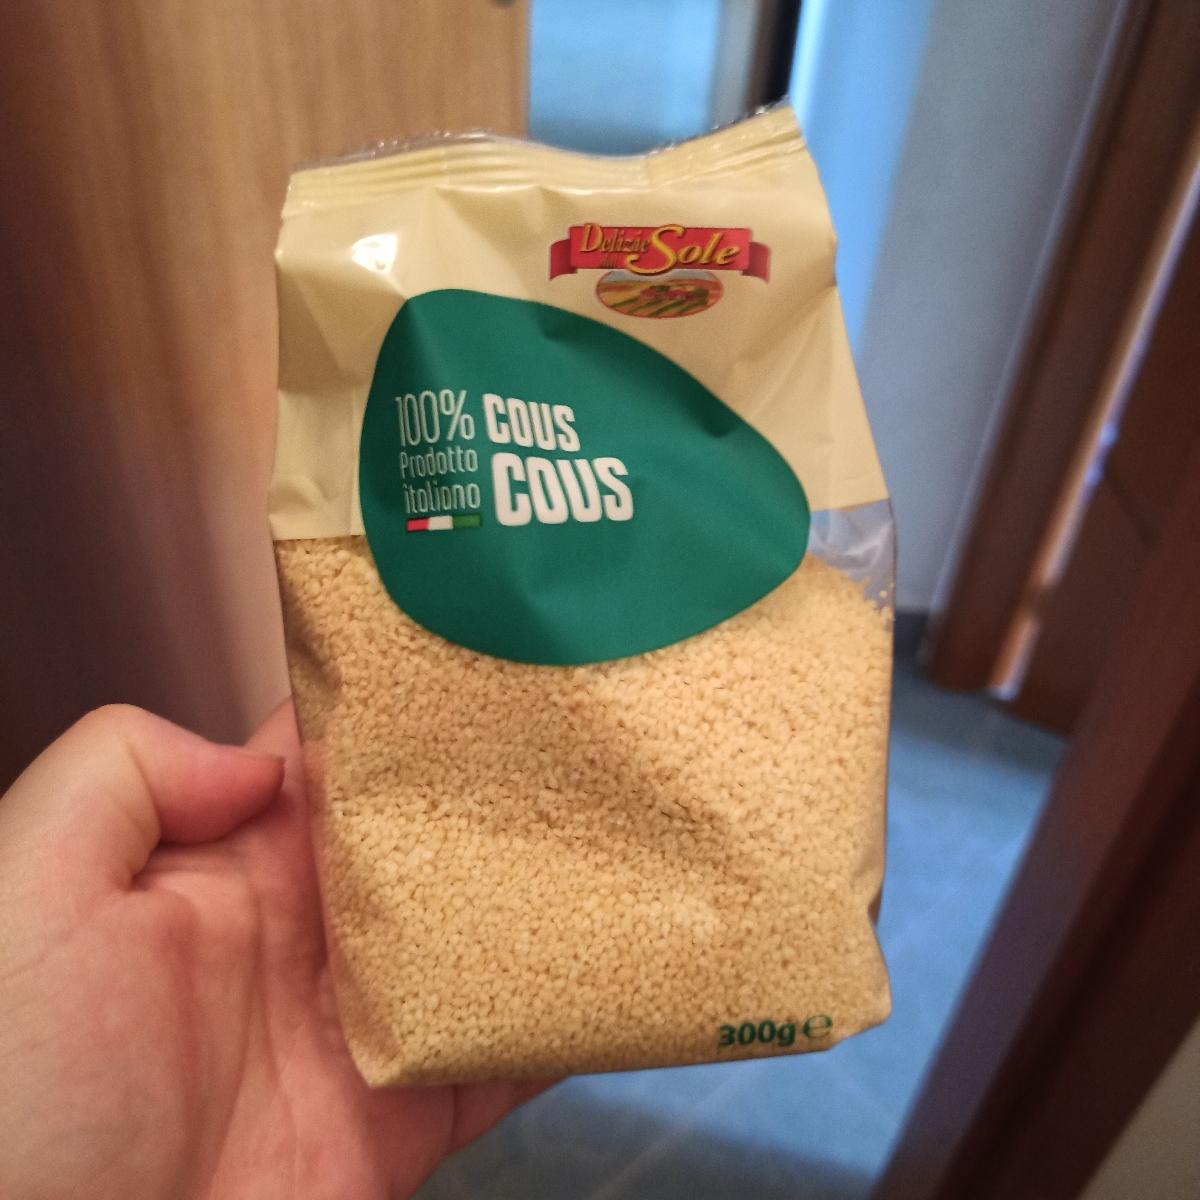 Delizie
dal Sole
100% COUS
Prodotto
italiano COUS
300g ℮